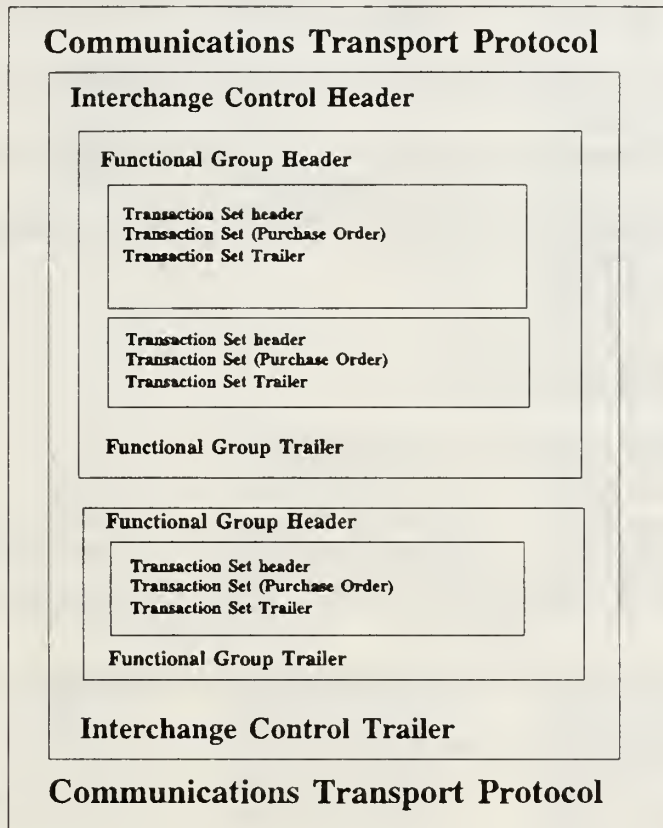 Communications Transport Protocol
Interchange Control Header
Functional Group Header
Transaction Set header
Transaction Set (Purchase Order)
Transaction Set Trailer
Transaction Set header
Transaction Set (Purchase Order)
Transaction Set Trailer
Functional Group Trailer
Functional Group Header
Transaction Set header
Transaction Set (Purchase Order)
Transaction Set Trailer
Functional Group Trailer
Interchange Control Trailer
Communications Transport Protocol